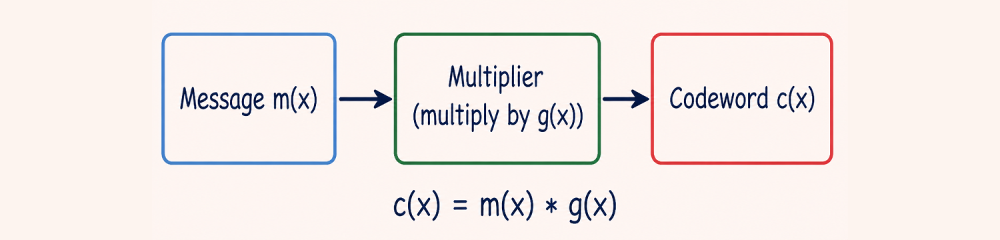 Message m(x)
Multiplier
(multiply by g(x))
Codeword c(x)
c(x) = m(x) * g(x)